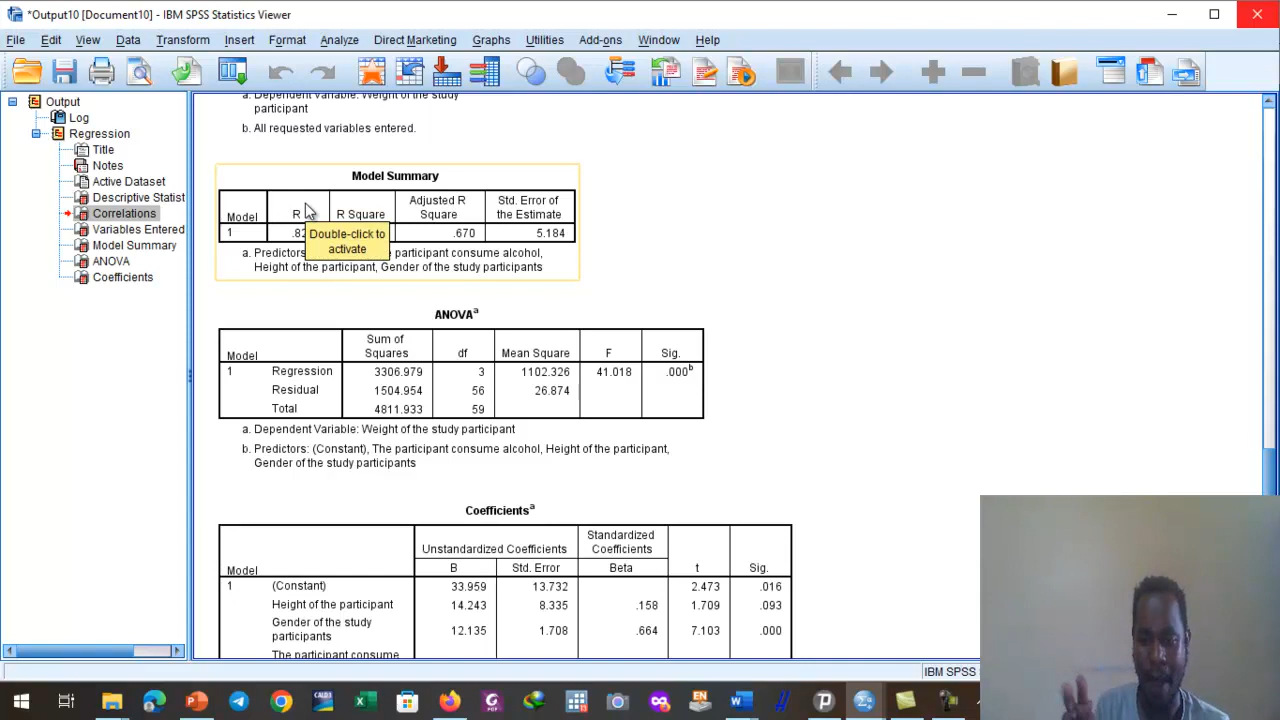 *Output10 [Document10] - IBM SPSS Statistics Viewer
File Edit View Data Transform Insert Format Analyze Direct Marketing Graphs Utilities Add-ons Window Help
Output
Log
Regression
Title
Notes
Active Dataset
Descriptive Statist
Correlations
Variables Entered
Model Summary
ANOVA
Coefficients
a. Dependent Variable: Weight of the study
participant
b. All requested variables entered.
Model Summary
Model R R Square Adjusted R Square Std. Error of the Estimate
1 .82 .670 5.184
Double-click to
activate
a. Predictors: participant consume alcohol,
Height of the participant, Gender of the study participants
ANOVAa
Model Sum of Squares df Mean Square F Sig.
1 Regression 3306.979 3 1102.326 41.018 .000b
Residual 1504.954 56 26.874
Total 4811.933 59
a. Dependent Variable: Weight of the study participant
b. Predictors: (Constant), The participant consume alcohol, Height of the participant,
Gender of the study participants
Coefficientsa
Unstandardized Coefficients Standardized Coefficients
Model B Std. Error Beta t Sig.
1 (Constant) 33.959 13.732 2.473 .016
Height of the participant 14.243 8.335 .158 1.709 .093
Gender of the study participants 12.135 1.708 .664 7.103 .000
The participant consume
IBM SPSS